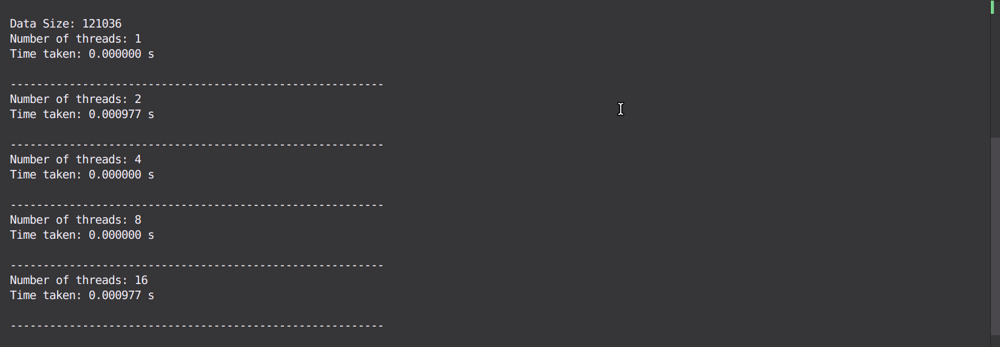 Data Size: 121036
Number of threads: 1
Time taken: 0.000000 s
---------------------------------------------------------
Number of threads: 2
Time taken: 0.000977 s
---------------------------------------------------------
Number of threads: 4
Time taken: 0.000000 s
---------------------------------------------------------
Number of threads: 8
Time taken: 0.000000 s
---------------------------------------------------------
Number of threads: 16
Time taken: 0.000977 s
---------------------------------------------------------